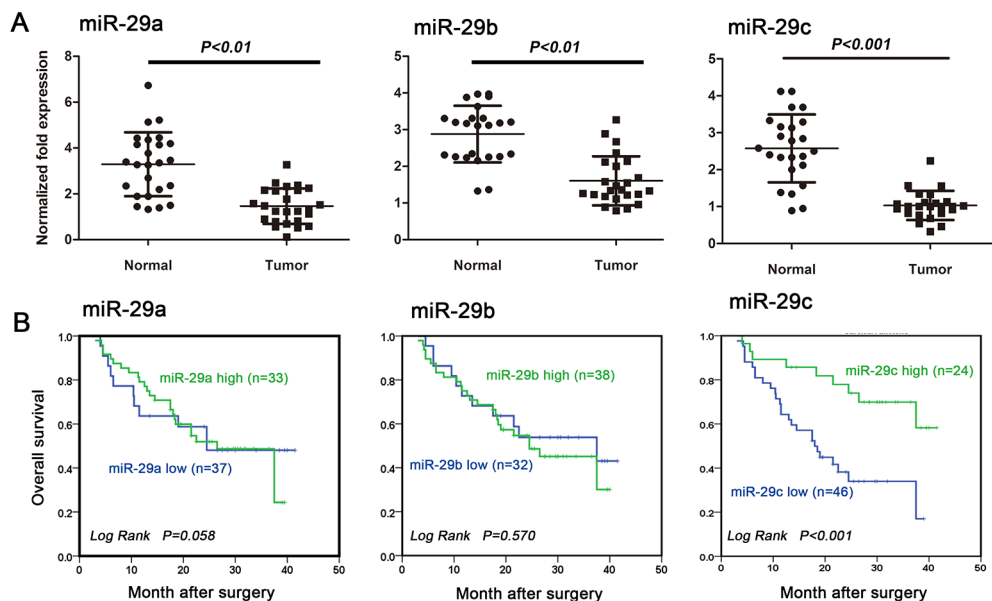 A
miR-29a
miR-29b
miR-29c
P<0.01
P<0.01
P<0.001
Normalized fold expression
8
6
4
2
0
5
4
3
2
1
0
5
4
3
2
1
0
Normal Tumor
Normal Tumor
Normal Tumor
B
miR-29a
miR-29b
miR-29c
Overall survival
1.0
0.8
0.6
0.4
0.2
0.0
miR-29a high (n=33)
miR-29a low (n=37)
Log Rank P=0.058
0 10 20 30 40 50
Month after surgery
1.0
0.8
0.6
0.4
0.2
0.0
miR-29b high (n=38)
miR-29b low (n=32)
Log Rank P=0.570
0 10 20 30 40 50
Month after surgery
1.0
0.8
0.6
0.4
0.2
0.0
miR-29c high (n=24)
miR-29c low (n=46)
Log Rank P<0.001
0 10 20 30 40 50
Month after surgery